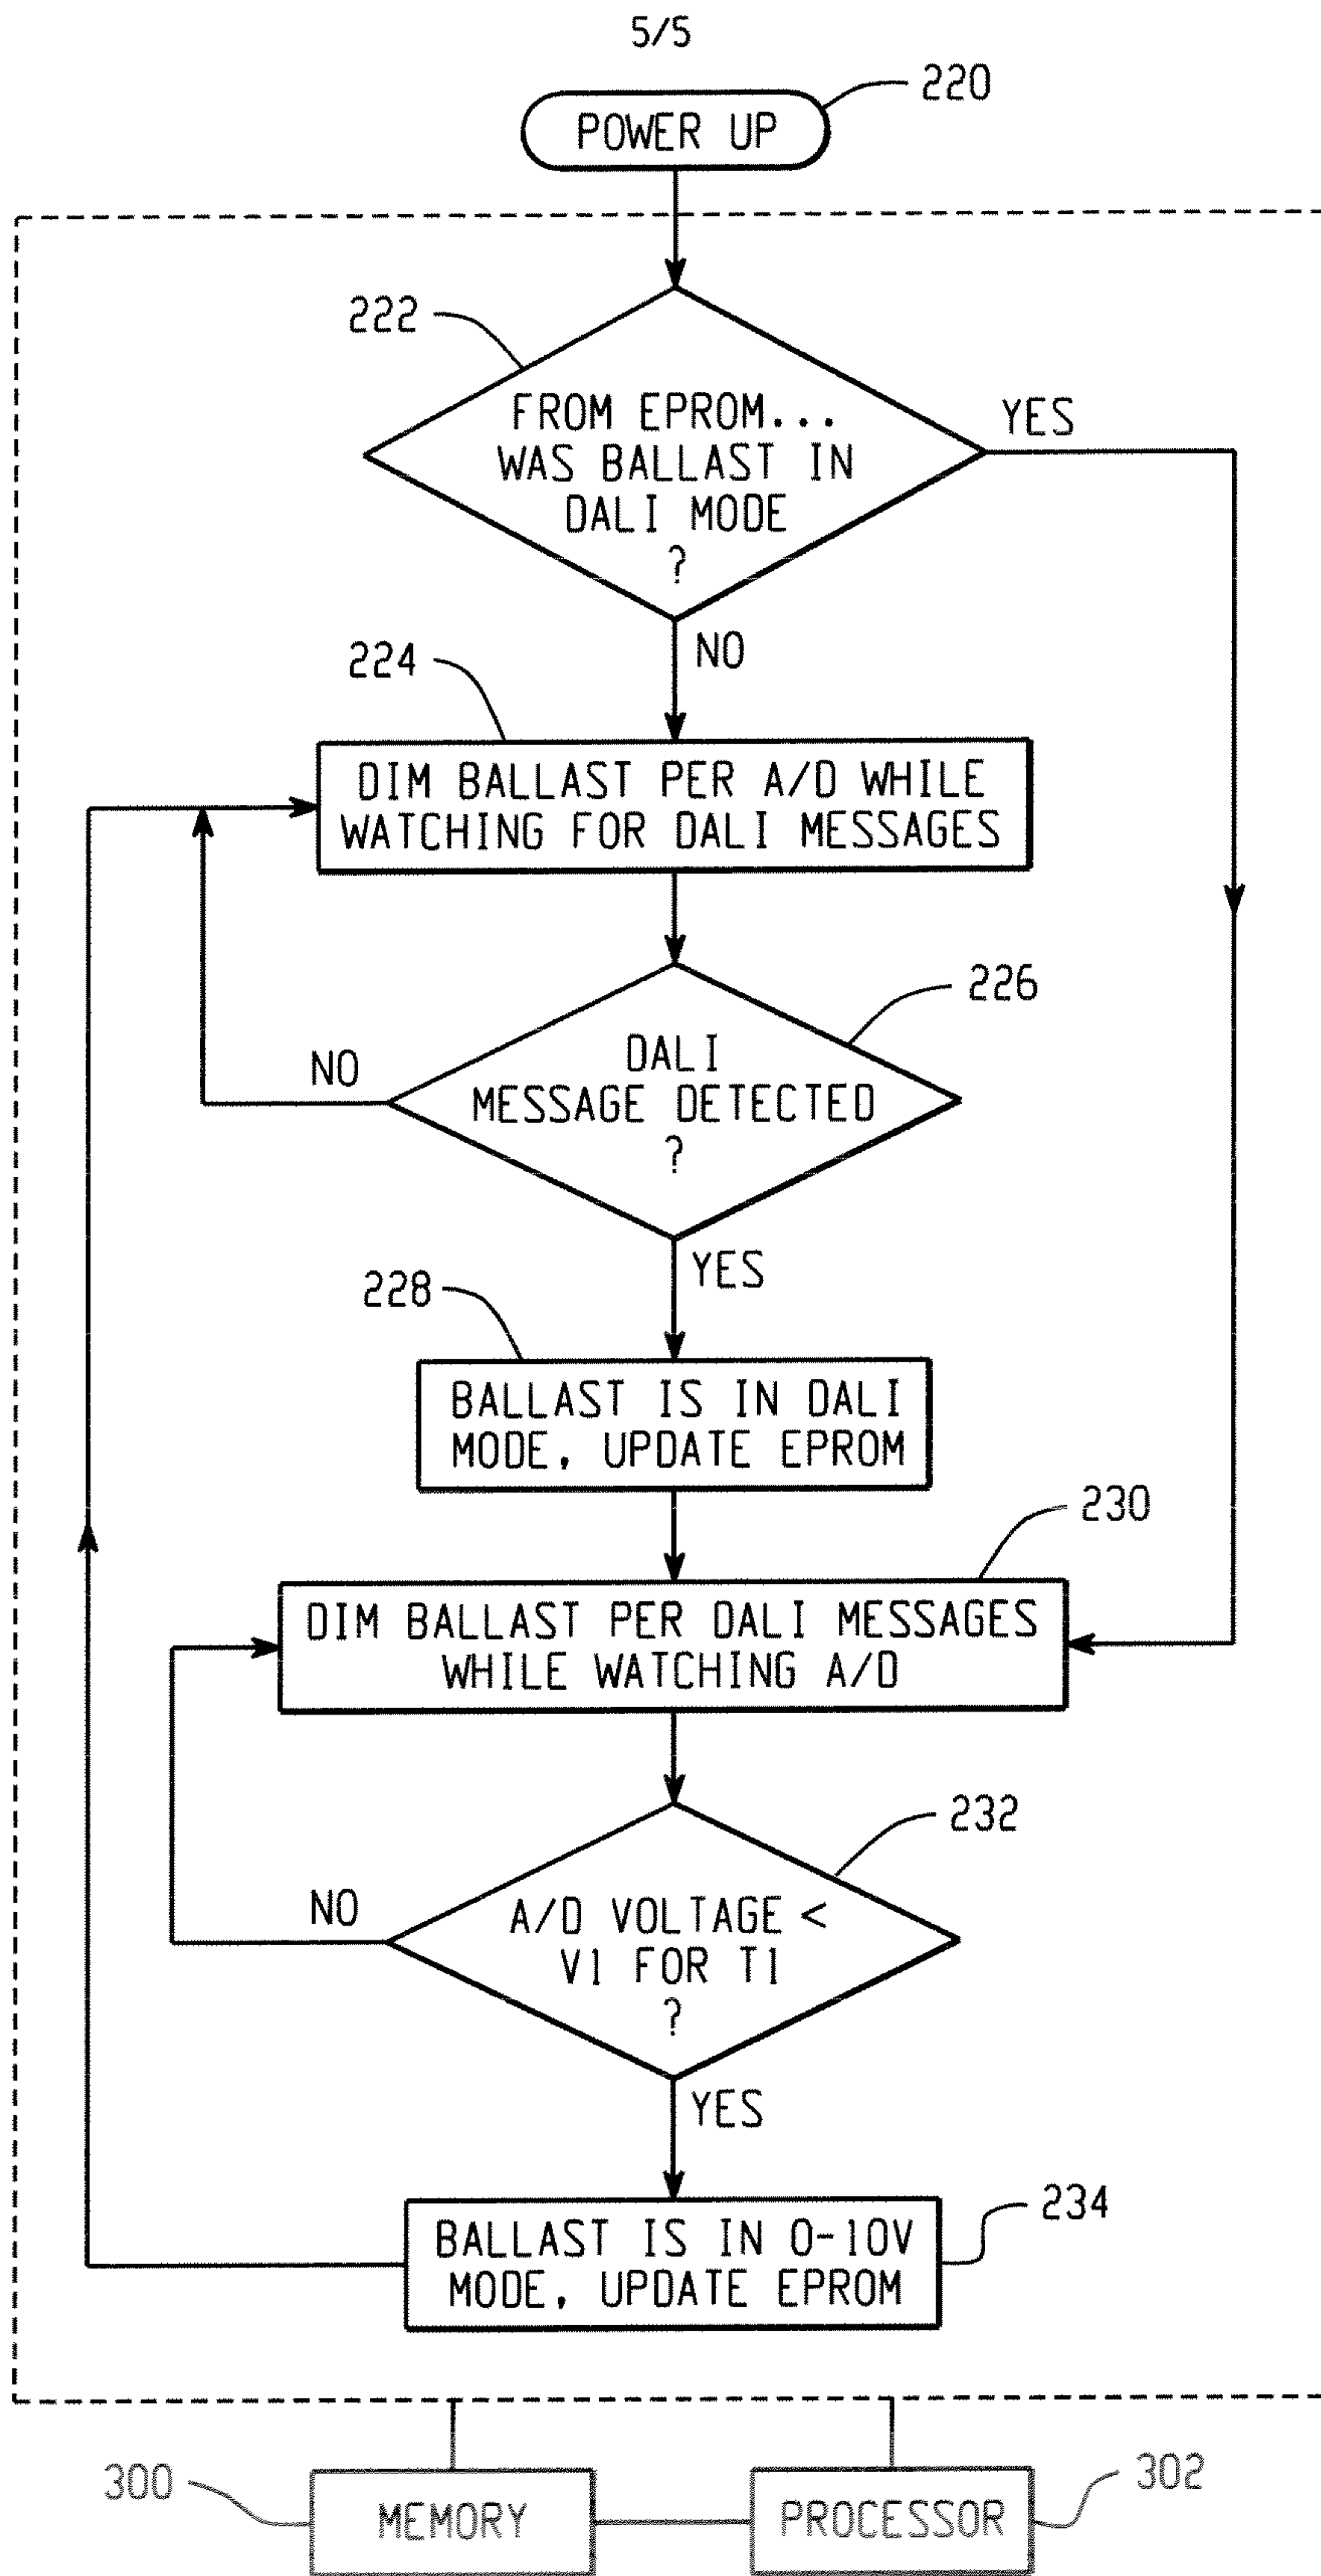 5/5
220
POWER UP
222
FROM EPROM...
WAS BALLAST IN
DALI MODE
?
YES
NO
224
DIM BALLAST PER A/D WHILE
WATCHING FOR DALI MESSAGES
226
DALI
MESSAGE DETECTED
?
NO
YES
228
BALLAST IS IN DALI
MODE, UPDATE EPROM
230
DIM BALLAST PER DALI MESSAGES
WHILE WATCHING A/D
232
A/D VOLTAGE <
V1 FOR T1
?
NO
YES
234
BALLAST IS IN 0-10V
MODE, UPDATE EPROM
300
MEMORY
PROCESSOR
302